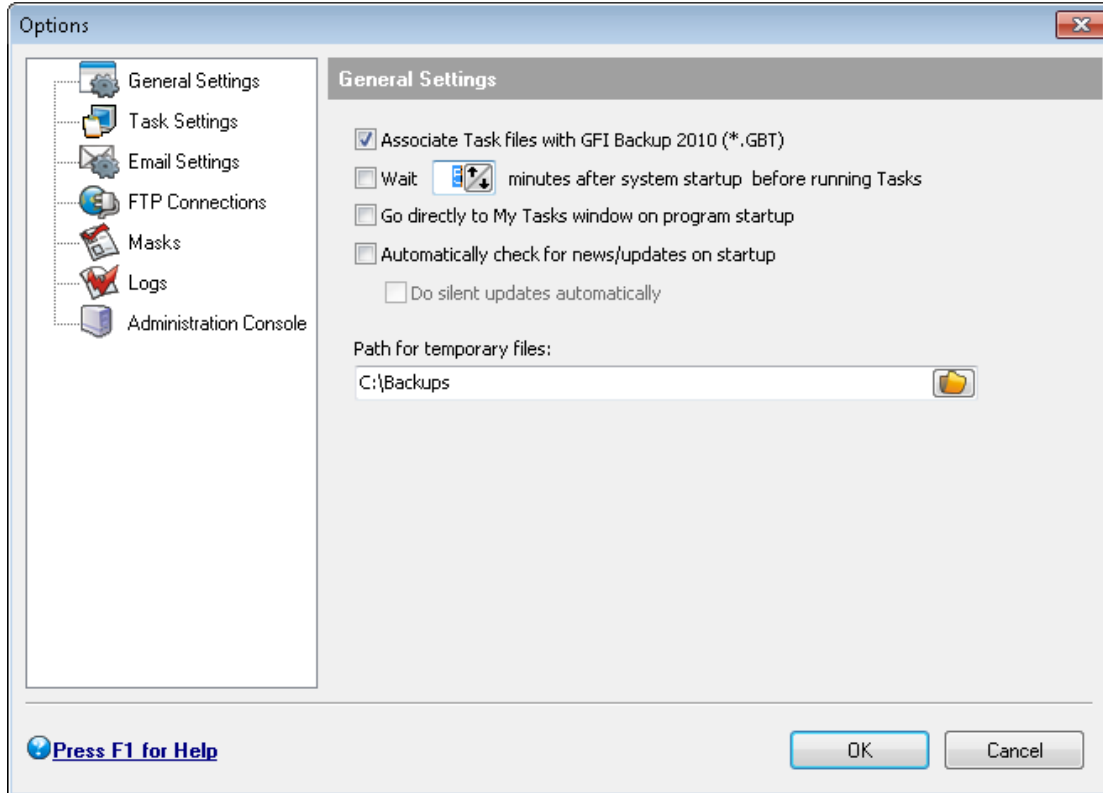 Options
General Settings
Task Settings
Email Settings
FTP Connections
Masks
Logs
Administration Console
General Settings
Associate Task files with GFI Backup 2010 (*.GBT)
Wait minutes after system startup before running Tasks
Go directly to My Tasks window on program startup
Automatically check for news/updates on startup
Do silent updates automatically
Path for temporary files:
C:\Backups
Press F1 for Help
OK
Cancel